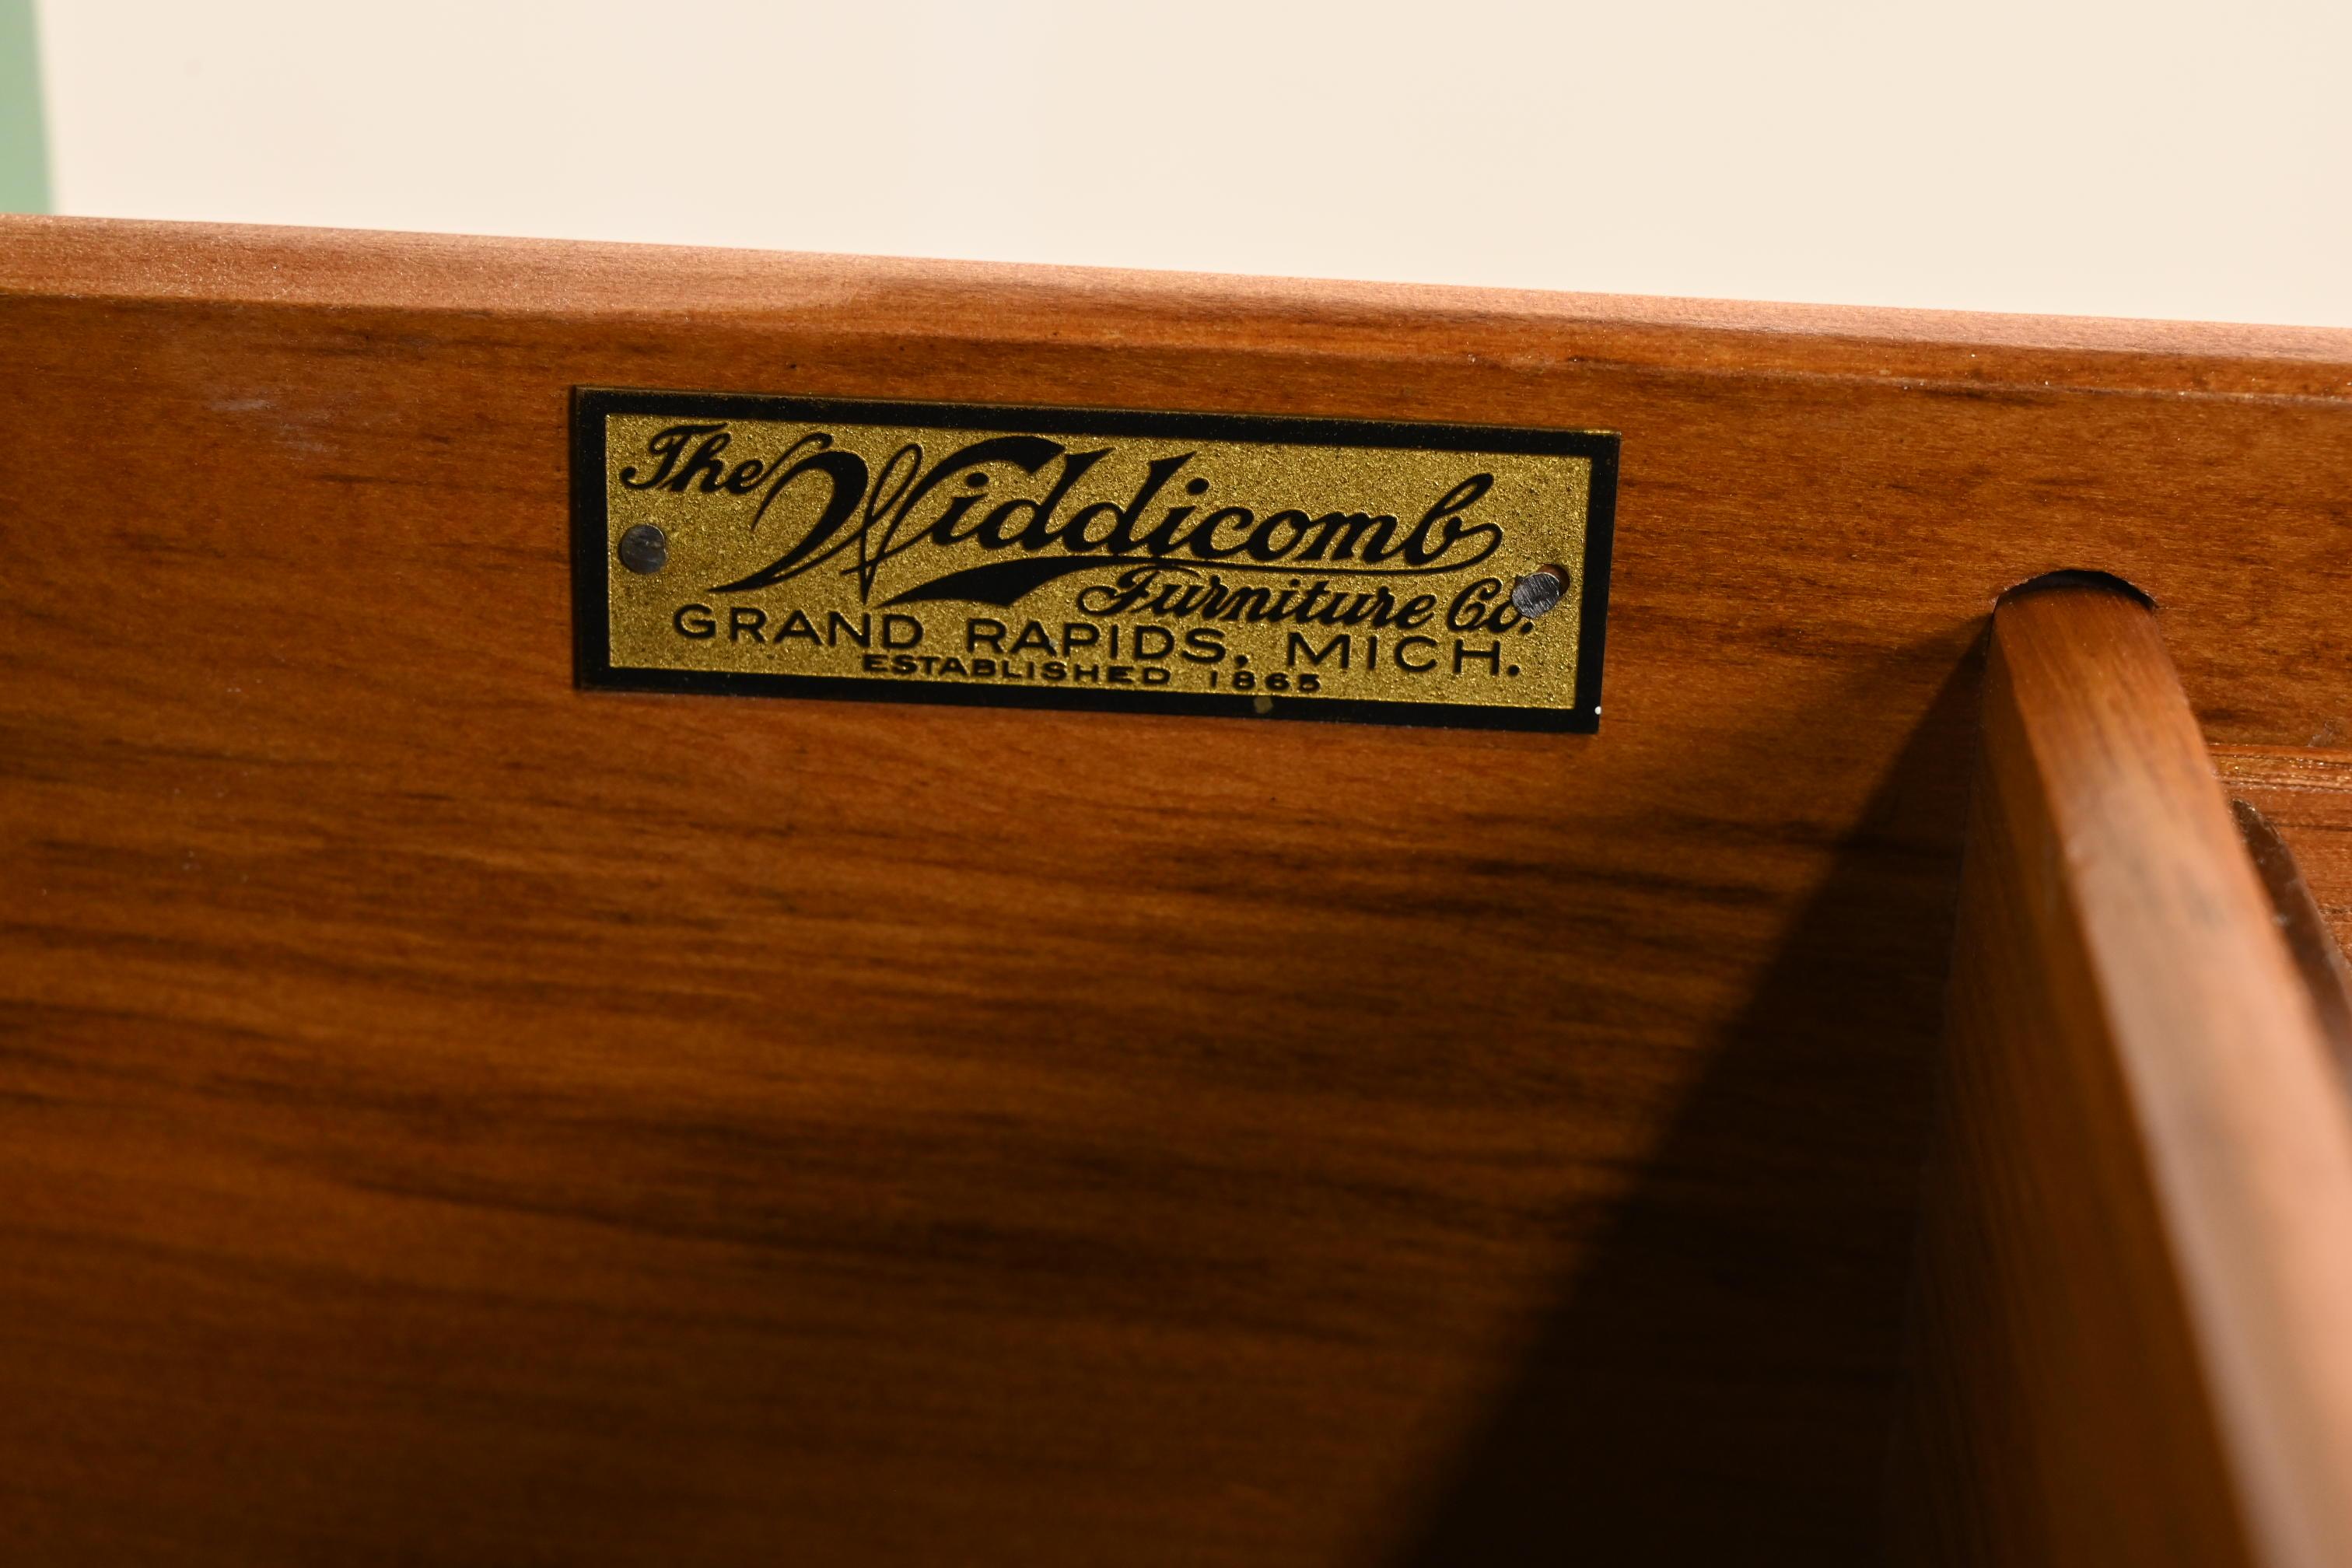 The Widdicomb
Furniture Co.
GRAND RAPIDS, MICH.
ESTABLISHED 1865